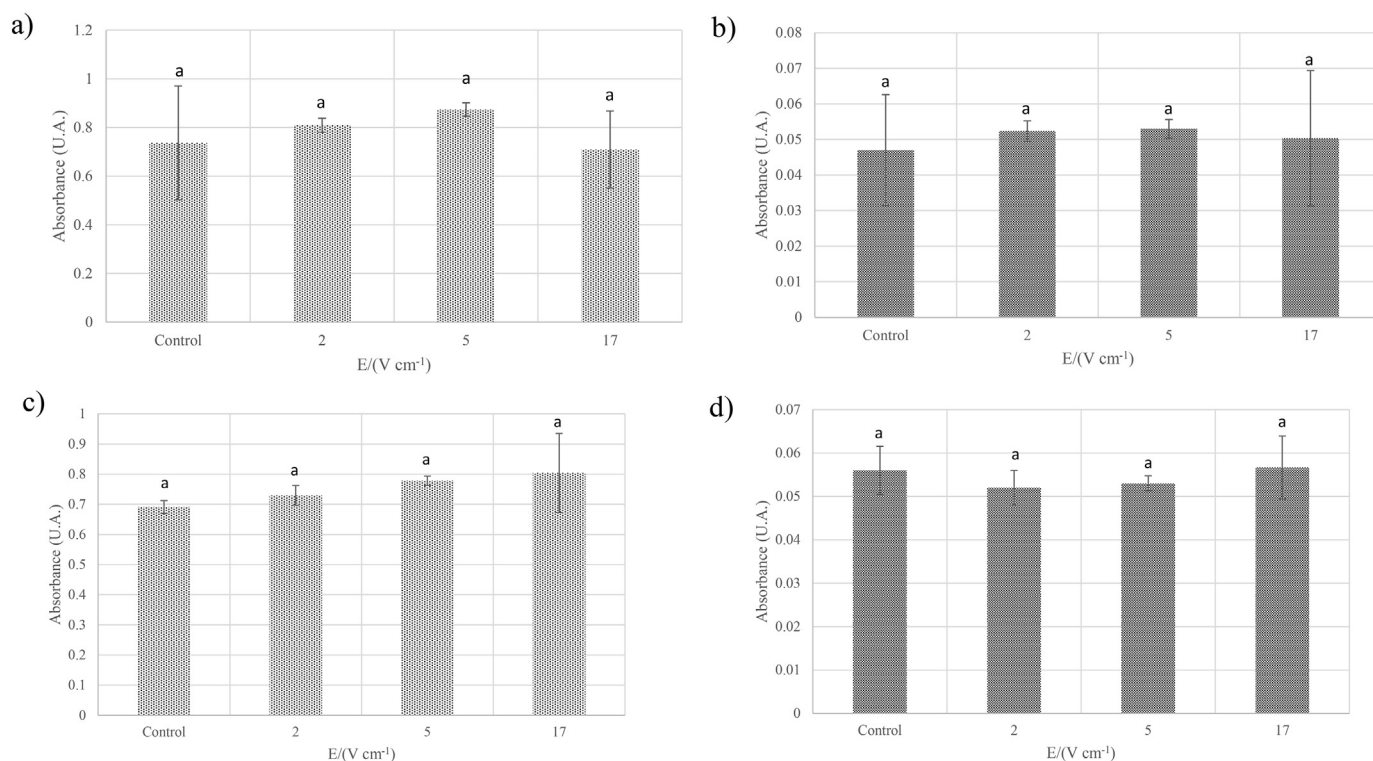 a)
Absorbance (U.A.)
1.2
1
0.8
0.6
0.4
0.2
0
a
a
a
a
Control
2
5
17
E/(V cm⁻¹)
b)
Absorbance (U.A.)
0.08
0.07
0.06
0.05
0.04
0.03
0.02
0.01
0
a
a
a
a
Control
2
5
17
E/(V cm⁻¹)
c)
Absorbance (U.A.)
1
0.9
0.8
0.7
0.6
0.5
0.4
0.3
0.2
0.1
0
a
a
a
a
Control
2
5
17
E/(V cm⁻¹)
d)
Absorbance (U.A.)
0.07
0.06
0.05
0.04
0.03
0.02
0.01
0
a
a
a
a
Control
2
5
17
E/(V cm⁻¹)